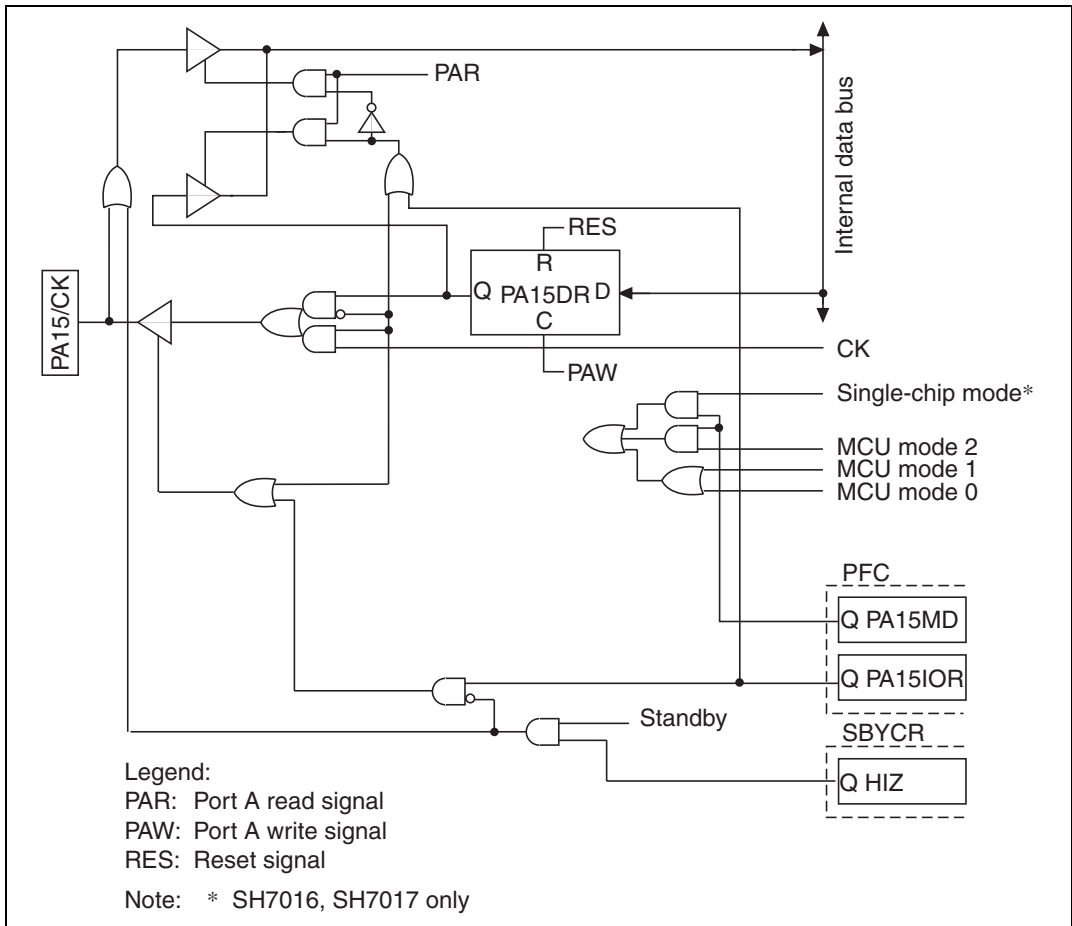 PAR
Internal data bus
RES
R
Q PA15DR D
C
PA15/CK
CK
PAW
Single-chip mode*
MCU mode 2
MCU mode 1
MCU mode 0
PFC
Q PA15MD
Q PA15IOR
Standby
SBYCR
Q HIZ
Legend:
PAR: Port A read signal
PAW: Port A write signal
RES: Reset signal
Note: * SH7016, SH7017 only